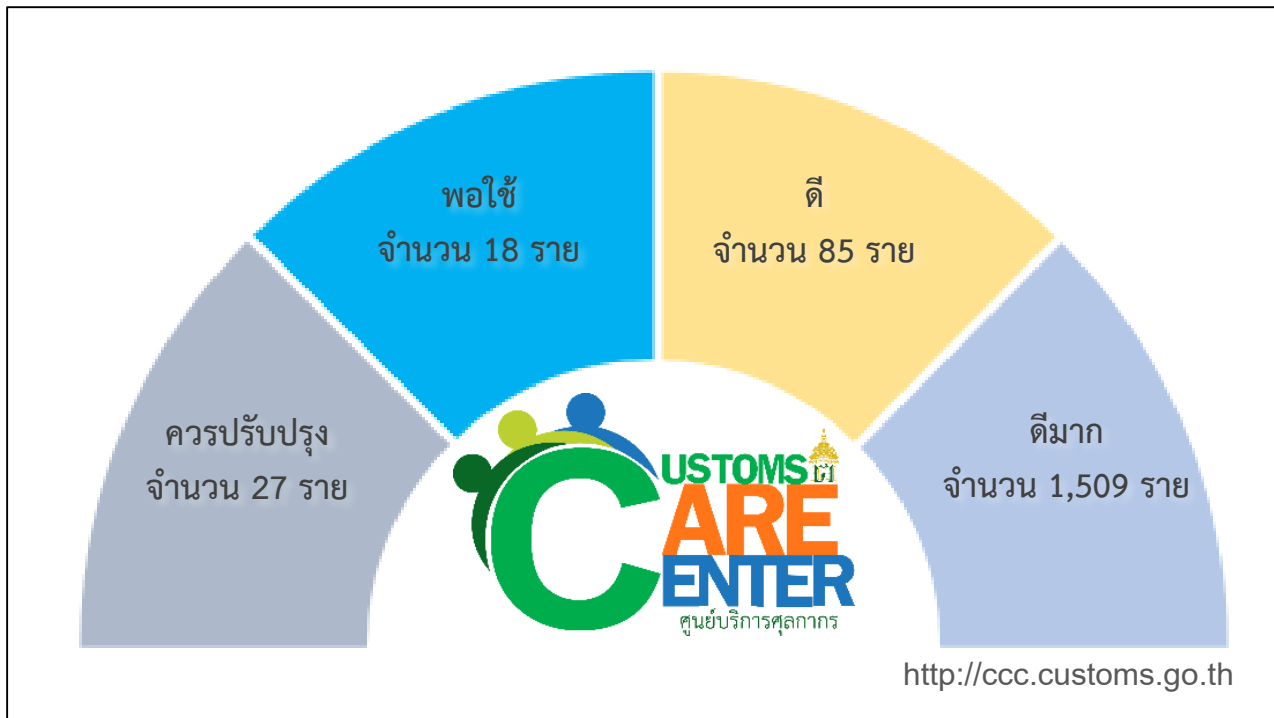 พอใช้
จำนวน 18 ราย
ดี
จำนวน 85 ราย
ควรปรับปรุง
จำนวน 27 ราย
ดีมาก
จำนวน 1,509 ราย
CUSTOMS
CARE
CENTER
ศูนย์บริการศุลกากร
http://ccc.customs.go.th